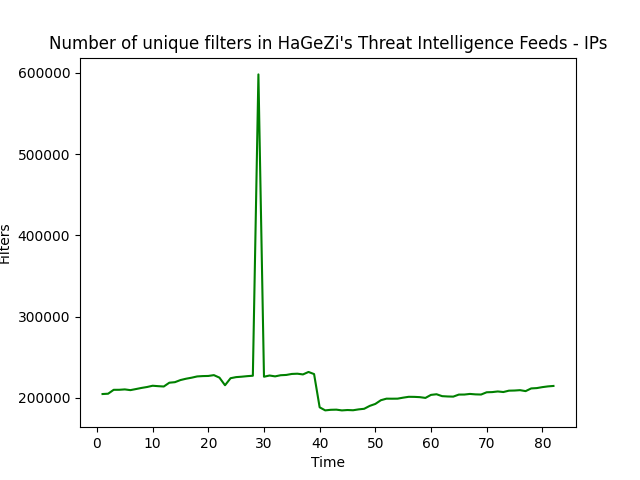 Number of unique filters in HaGeZi's Threat Intelligence Feeds - IPs
600000
500000
400000
300000
200000
Filters
0 10 20 30 40 50 60 70 80
Time